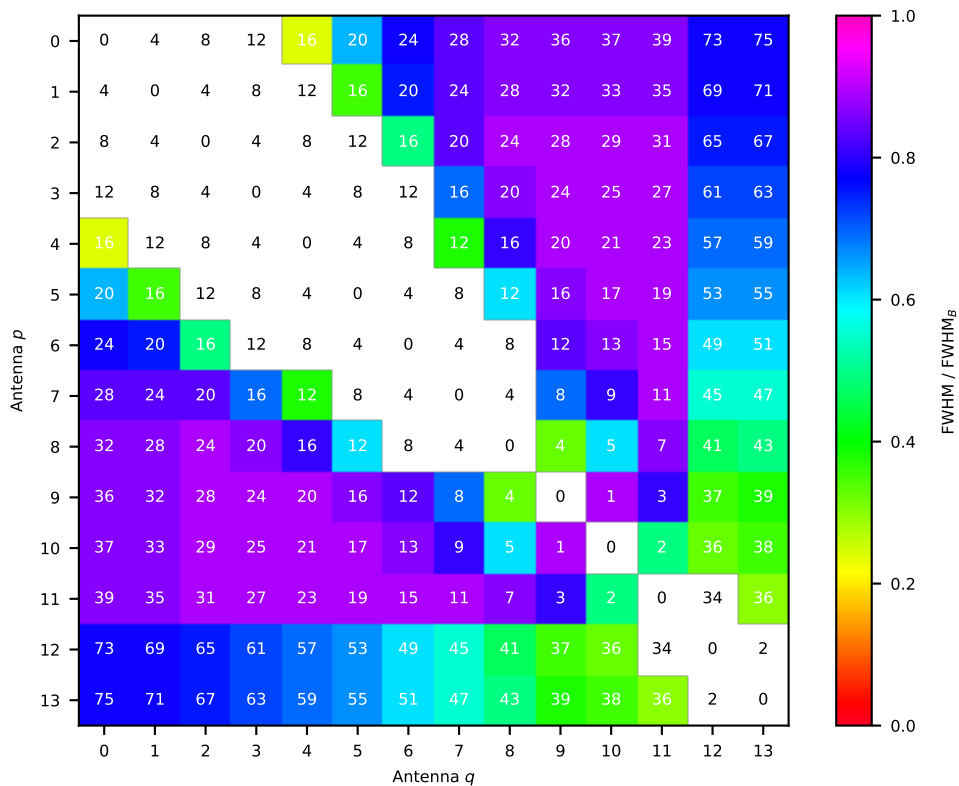 0 0 4 8 12 16 20 24 28 32 36 37 39 73 75
1 4 0 4 8 12 16 20 24 28 32 33 35 69 71
2 8 4 0 4 8 12 16 20 24 28 29 31 65 67
3 12 8 4 0 4 8 12 16 20 24 25 27 61 63
4 16 12 8 4 0 4 8 12 16 20 21 23 57 59
5 20 16 12 8 4 0 4 8 12 16 17 19 53 55
6 24 20 16 12 8 4 0 4 8 12 13 15 49 51
7 28 24 20 16 12 8 4 0 4 8 9 11 45 47
8 32 28 24 20 16 12 8 4 0 4 5 7 41 43
9 36 32 28 24 20 16 12 8 4 0 1 3 37 39
10 37 33 29 25 21 17 13 9 5 1 0 2 36 38
11 39 35 31 27 23 19 15 11 7 3 2 0 34 36
12 73 69 65 61 57 53 49 45 41 37 36 34 0 2
13 75 71 67 63 59 55 51 47 43 39 38 36 2 0
0 1 2 3 4 5 6 7 8 9 10 11 12 13
Antenna q
Antenna p
1.0
0.8
0.6
0.4
0.2
0.0
FWHM / FWHM_B